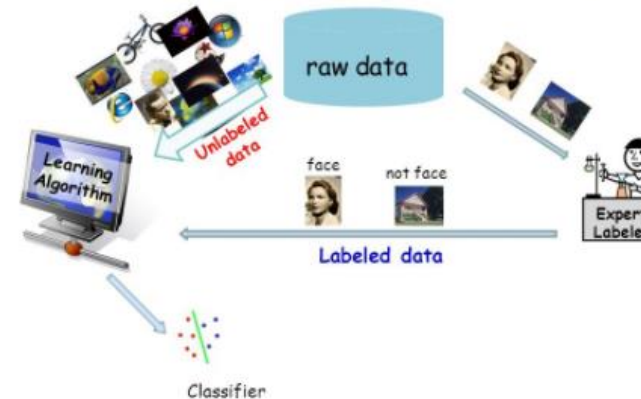 raw data
Unlabeled
data
Learning
Algorithm
face
not face
Labeled data
Classifier